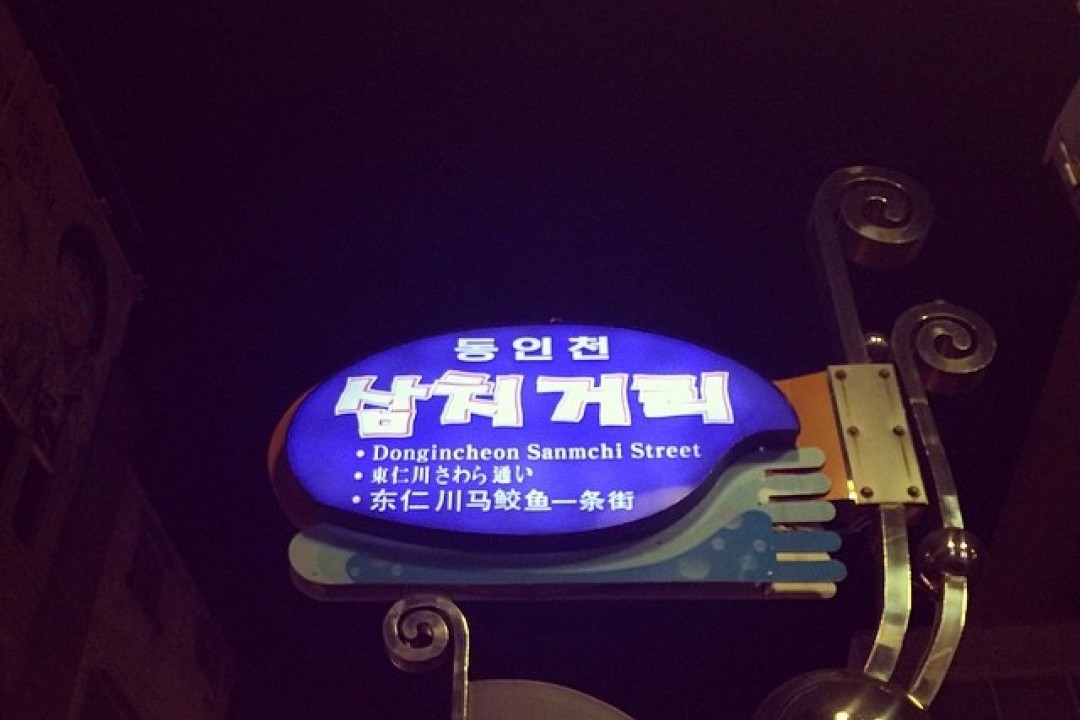 동인천
삼치거리
• Dongincheon Sanmchi Street
• 東仁川さわら通い
• 东仁川马鲛鱼一条街